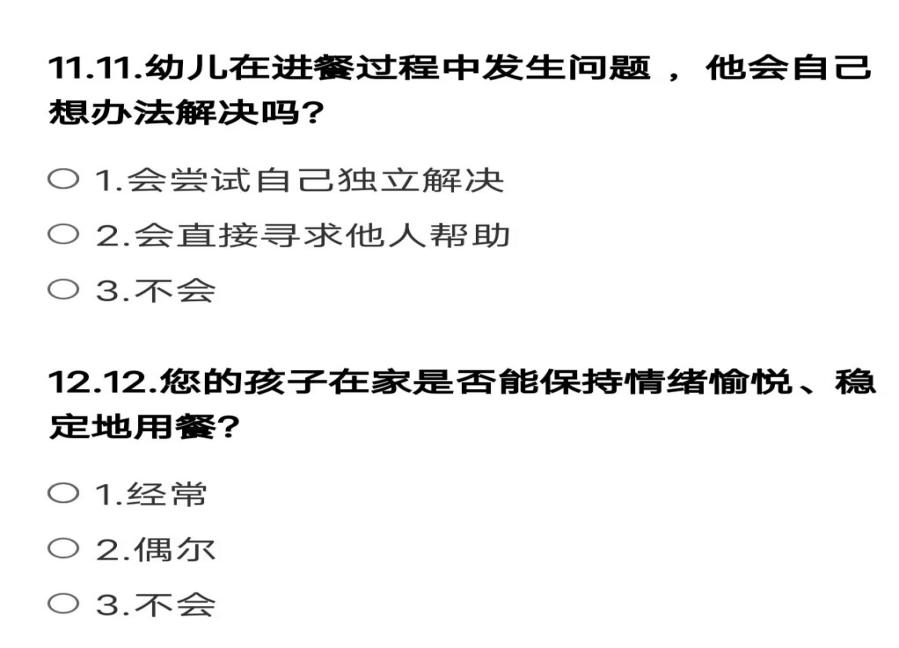 11.11.幼儿在进餐过程中发生问题，他会自己
想办法解决吗?
1.会尝试自己独立解决
2.会直接寻求他人帮助
3.不会
12.12.您的孩子在家是否能保持情绪愉悦、稳
定地用餐?
1.经常
2.偶尔
3.不会